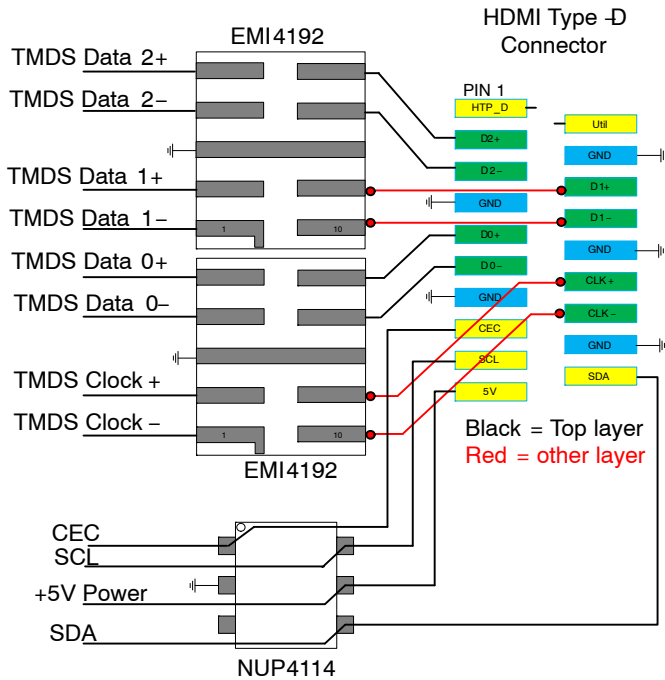 HDMI Type -D
Connector
EMI4192
TMDS Data 2+
TMDS Data 2−
TMDS Data 1+
TMDS Data 1−
1
10
TMDS Data 0+
TMDS Data 0−
TMDS Clock +
TMDS Clock −
1
10
EMI4192
PIN 1
HTP_D
D2+
D2−
GND
D0+
D0−
GND
CEC
SCL
5V
Util
GND
D1+
D1−
GND
CLK+
CLK−
GND
SDA
Black = Top layer
Red = other layer
CEC
SCL
+5V Power
SDA
NUP4114